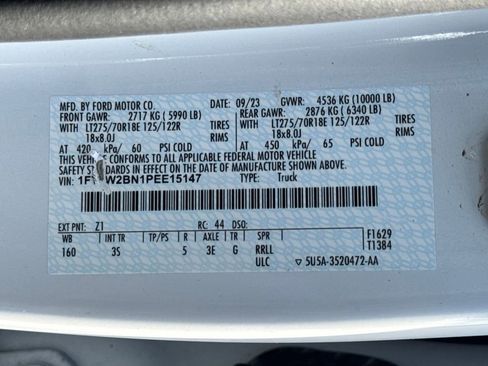 MFD. BY FORD MOTOR CO.
09/23 GVWR: 4536 KG (10000 LB)
FRONT GAWR: 2717 KG (5990 LB) REAR GAWR: 2876 KG (6340 LB)
WITH LT275/70R18E 125/122R TIRES WITH LT275/70R18E 125/122R TIRES
18x8.0J RIMS 18x8.0J RIMS
AT 420 kPa/ 60 PSI COLD AT 450 kPa/ 65 PSI COLD
THIS VEHICLE CONFORMS TO ALL APPLICABLE FEDERAL MOTOR VEHICLE
SAFETY STANDARDS IN EFFECT ON THE DATE OF MANUFACTURE SHOWN ABOVE.
VIN: W2BN1PEE15147 TYPE: Truck
EXT PNT: Z1 RC: 44 DSO: F1629
WB INT TR TP/PS R AXLE TR SPR T1384
160 3S 5 3E G RRLL
ULC 5U5A-3520472-AA